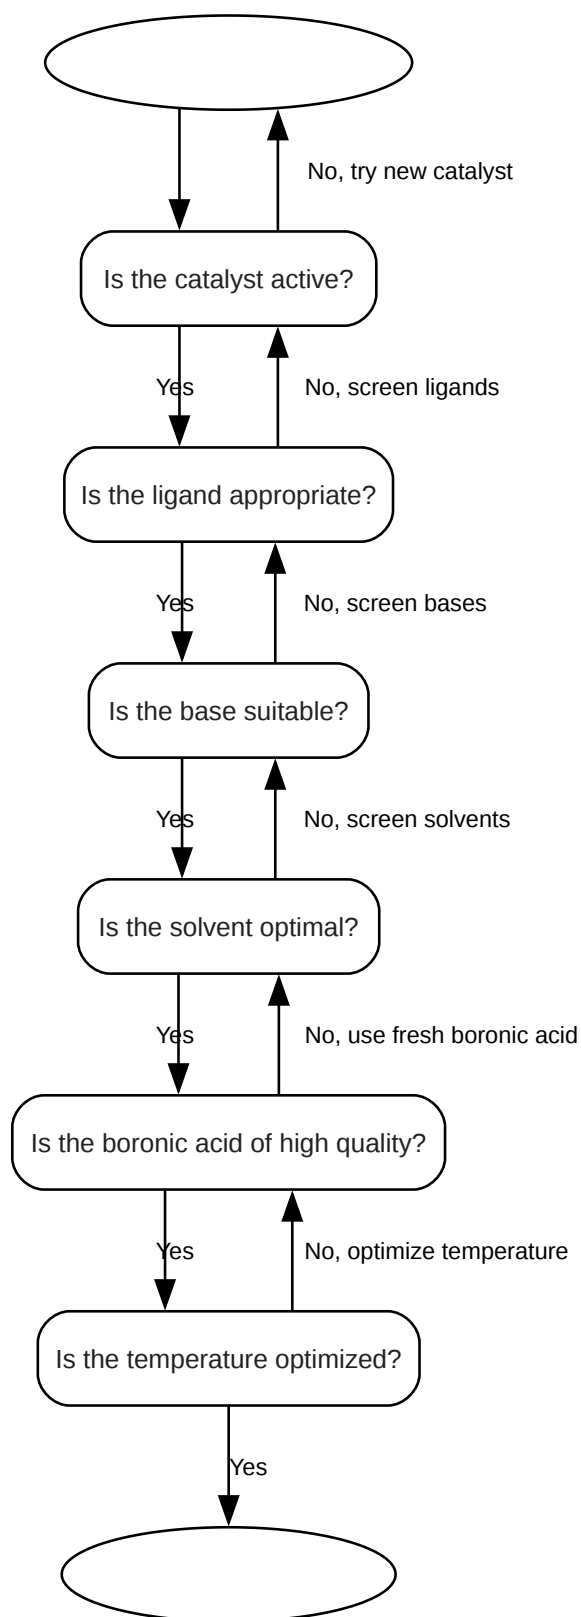 No, try new catalyst
Is the catalyst active?
Yes
No, screen ligands
Is the ligand appropriate?
Yes
No, screen bases
Is the base suitable?
Yes
No, screen solvents
Is the solvent optimal?
Yes
No, use fresh boronic acid
Is the boronic acid of high quality?
Yes
No, optimize temperature
Is the temperature optimized?
Yes